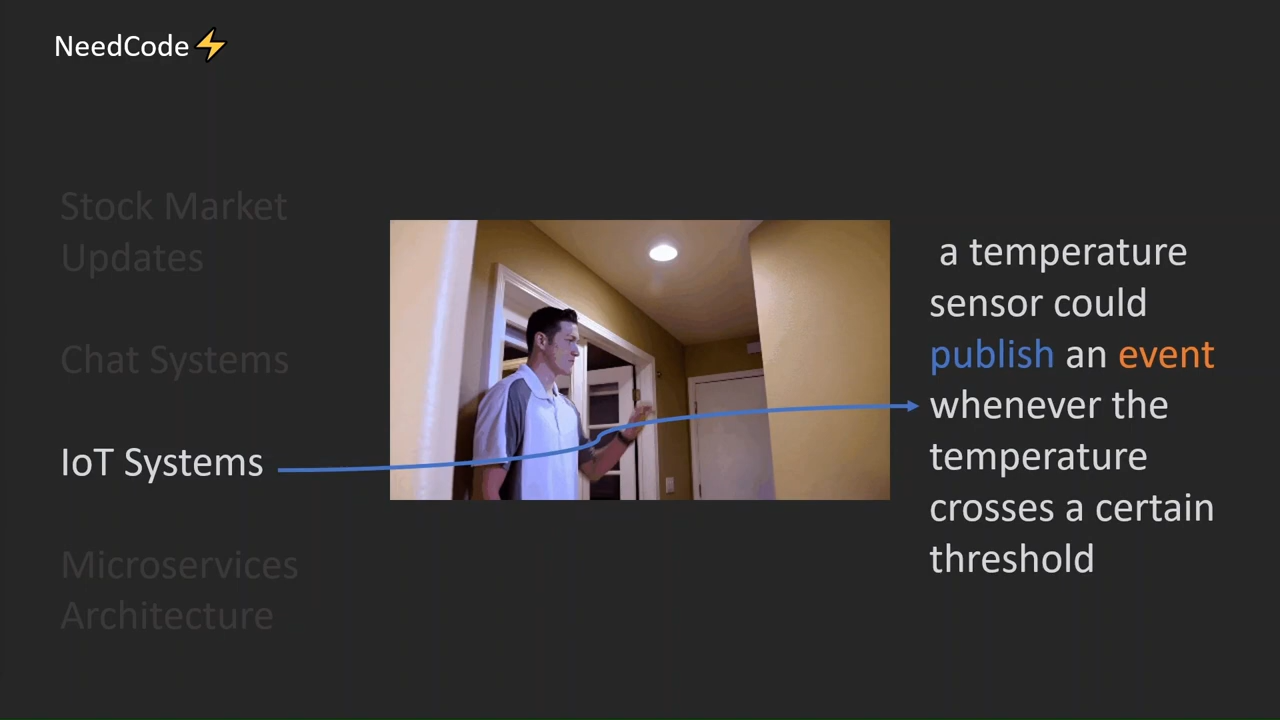 NeedCode⚡
Stock Market
Updates
Chat Systems
IoT Systems
Microservices
Architecture
a temperature
sensor could
publish an event
whenever the
temperature
crosses a certain
threshold